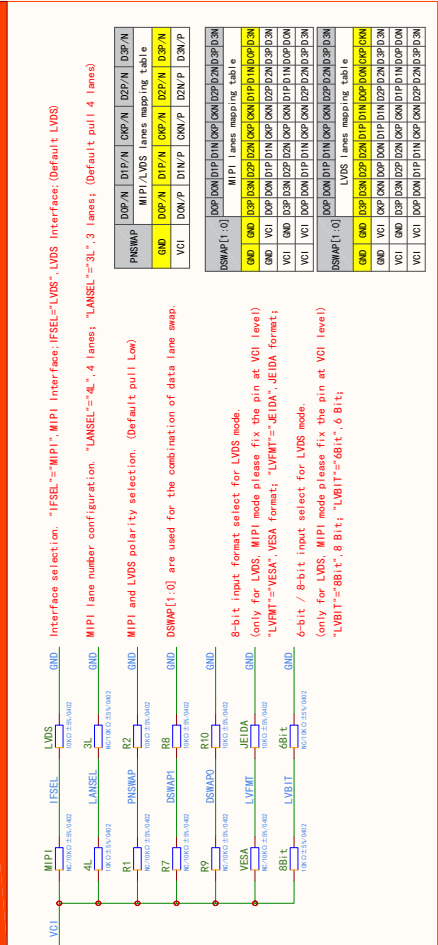 VCI
MIPI NC/10KΩ±5%/0402 IFSEL LVDS 10KΩ±5%/0402 GND
Interface selection. "IFSEL"="MIPI",MIPI Interface;IFSEL="LVDS",LVDS Interface;(Default LVDS)
4L 10KΩ±5%/0402 LANSEL 3L NC/10KΩ±5%/0402 GND
MIPI lane number configuration. "LANSEL"="4L",4 lanes; "LANSEL"="3L",3 lanes; (Default pull 4 lanes)
R1 NC/10KΩ±5%/0402 PNSWAP R2 10KΩ±5%/0402 GND
MIPI and LVDS polarity selection. (Default pull Low)
R7 NC/10KΩ±5%/0402 DSWAP1 R8 10KΩ±5%/0402 GND
DSWAP[1:0] are used for the combination of data lane swap.
R9 NC/10KΩ±5%/0402 DSWAP0 R10 10KΩ±5%/0402 GND
8-bit input format select for LVDS mode.
(only for LVDS, MIPI mode please fix the pin at VCI level)
VESA NC/10KΩ±5%/0402 LVFMT JEIDA 10KΩ±5%/0402 GND
"LVFMT"="VESA",VESA format; "LVFMT"="JEIDA",JEIDA format;
6-bit / 8-bit input select for LVDS mode.
(only for LVDS, MIPI mode please fix the pin at VCI level)
8Bit 10KΩ±5%/0402 LVBIT 6Bit NC/10KΩ±5%/0402 GND
"LVBIT"="8Bit",8 Bit; "LVBIT"="6Bit",6 Bit;
PNSWAP D0P/N D1P/N CKP/N D2P/N D3P/N
MIPI/LVDS lanes mapping table
GND D0P/N D1P/N CKP/N D2P/N D3P/N
VCI D0N/P D1N/P CKN/P D2N/P D3N/P
DSWAP[1:0] D0P D0N D1P D1N CKP CKN D2P D2N D3P D3N
MIPI lanes mapping table
GND GND D3P D3N D2P D2N CKP CKN D1P D1N D0P D3N
GND VCI D0P D0N D1P D1N CKP CKN D2P D2N D3P D3N
VCI GND D3P D3N D2P D2N CKP CKN D1P D1N D0P D0N
VCI VCI D0P D0N D1P D1N CKP CKN D2P D2N D3P D3N
DSWAP[1:0] D0P D0N D1P D1N CKP CKN D2P D2N D3P D3N
LVDS lanes mapping table
GND GND D3P D3N D2P D2N D1P D1N D0P D0N CKP CKN
GND VCI CKP CKN D0P D0N D1P D1N D2P D2N D3P D3N
VCI GND D3P D3N D2P D2N CKP CKN D1P D1N D0P D0N
VCI VCI D0P D0N D1P D1N CKP CKN D2P D2N D3P D3N